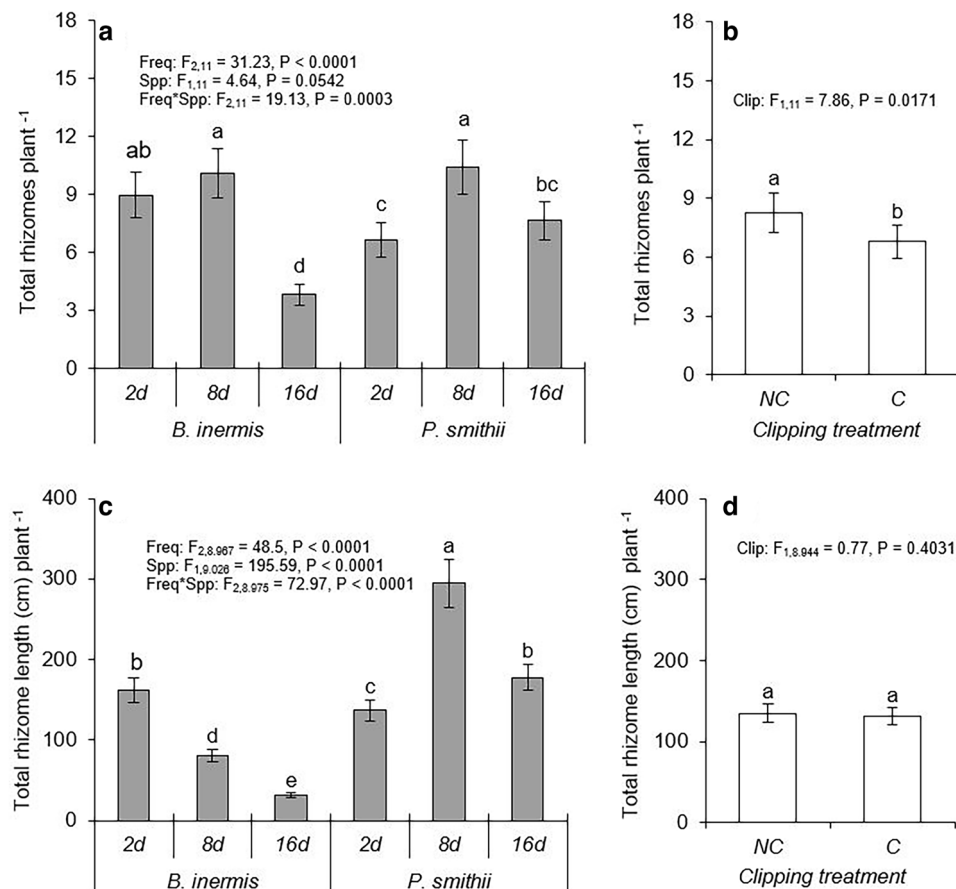 a
Total rhizomes plant ⁻¹
18
15
12
9
6
3
0
Freq: F₂,₁₁ = 31.23, P < 0.0001
Spp: F₁,₁₁ = 4.64, P = 0.0542
Freq*Spp: F₂,₁₁ = 19.13, P = 0.0003
ab
a
d
c
a
bc
2d 8d 16d 2d 8d 16d
B. inermis P. smithii
b
Total rhizomes plant ⁻¹
18
15
12
9
6
3
0
Clip: F₁,₁₁ = 7.86, P = 0.0171
a
b
NC C
Clipping treatment
c
Total rhizome length (cm) plant ⁻¹
400
300
200
100
0
Freq: F₂,₈.₉₆₇ = 48.5, P < 0.0001
Spp: F₁,₉.₀₂₆ = 195.59, P < 0.0001
Freq*Spp: F₂,₈.₉₇₅ = 72.97, P < 0.0001
b
d
e
c
a
b
2d 8d 16d 2d 8d 16d
B. inermis P. smithii
d
Total rhizome length (cm) plant ⁻¹
400
300
200
100
0
Clip: F₁,₈.₉₄₄ = 0.77, P = 0.4031
a
a
NC C
Clipping treatment